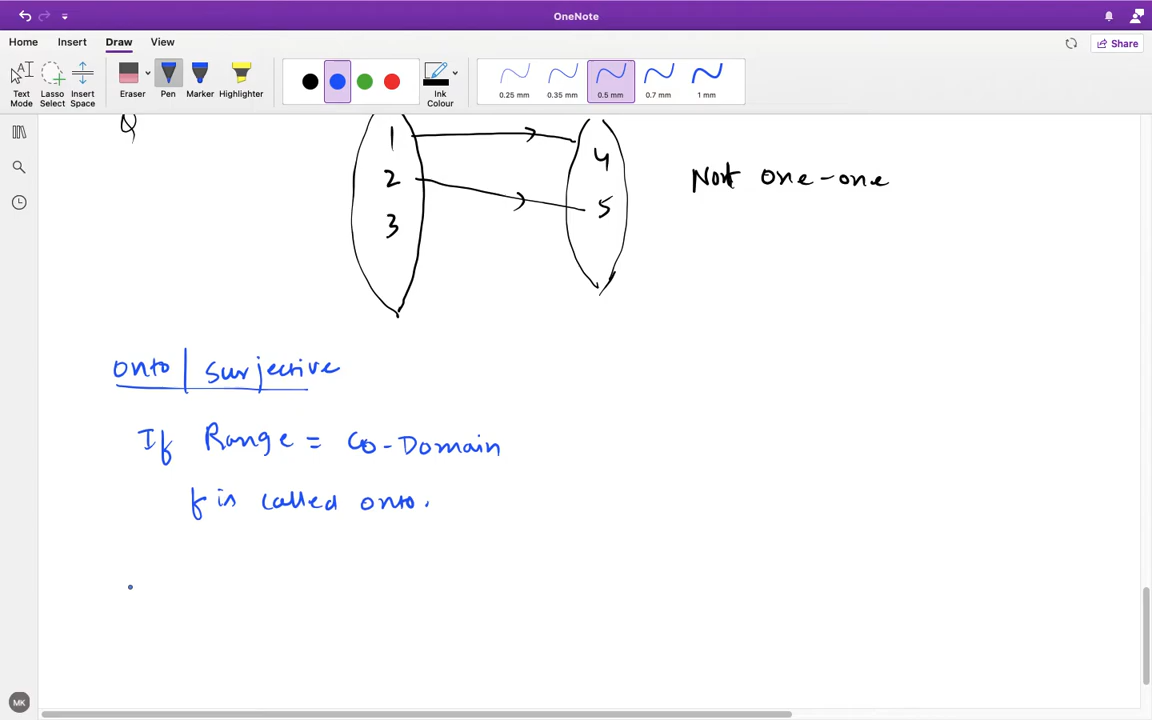 OneNote
Home Insert Draw View
Share
Text Mode Lasso Select Insert Space Eraser Pen Marker Highlighter Ink Colour 0.25 mm 0.35 mm 0.5 mm 0.7 mm 1 mm
Q
1 4
2 5
3
Not one-one
Onto | Surjective
If Range = Co-Domain
f is called onto.
MK